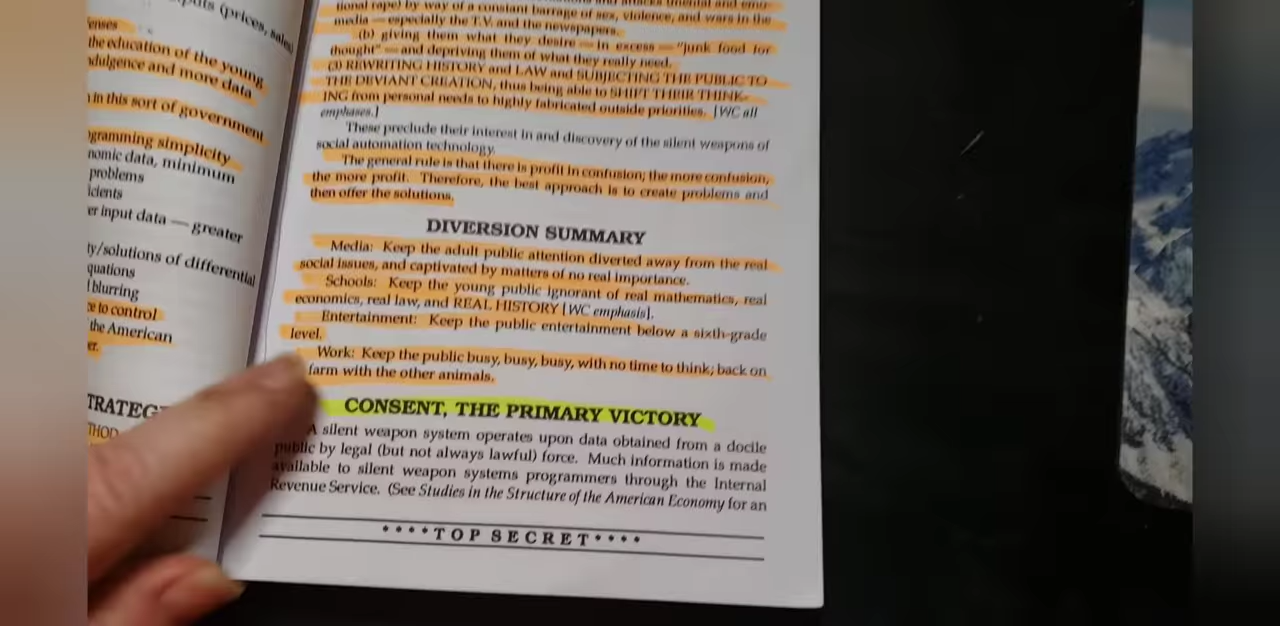 puts (prices, sales
enses
the education of the young
ndulgence and more data
in this sort of government
ogramming simplicity
nomic data, minimum
problems
icients
er input data — greater
ty/solutions of differential
quations
l blurring
ce to control
the American
er.
TRATEG
THOD
tional rape) by way of a constant barrage of sex, violence, and wars in the
media — especially the T.V. and the newspapers.
(b) giving them what they desire — in excess — "junk food for
thought" — and depriving them of what they really need.
(3) REWRITING HISTORY and LAW and SUBJECTING THE PUBLIC TO
THE DEVIANT CREATION, thus being able to SHIFT THEIR THINK-
ING from personal needs to highly fabricated outside priorities. [WC all
emphases.]
These preclude their interest in and discovery of the silent weapons of
social automation technology.
The general rule is that there is profit in confusion; the more confusion,
the more profit. Therefore, the best approach is to create problems and
then offer the solutions.
DIVERSION SUMMARY
Media: Keep the adult public attention diverted away from the real
social issues, and captivated by matters of no real importance.
Schools: Keep the young public ignorant of real mathematics, real
economics, real law, and REAL HISTORY [WC emphasis].
Entertainment: Keep the public entertainment below a sixth-grade
level.
Work: Keep the public busy, busy, busy, with no time to think; back on
farm with the other animals.
CONSENT, THE PRIMARY VICTORY
A silent weapon system operates upon data obtained from a docile
public by legal (but not always lawful) force. Much information is made
available to silent weapon systems programmers through the Internal
Revenue Service. (See Studies in the Structure of the American Economy for an
****TOP SECRET****